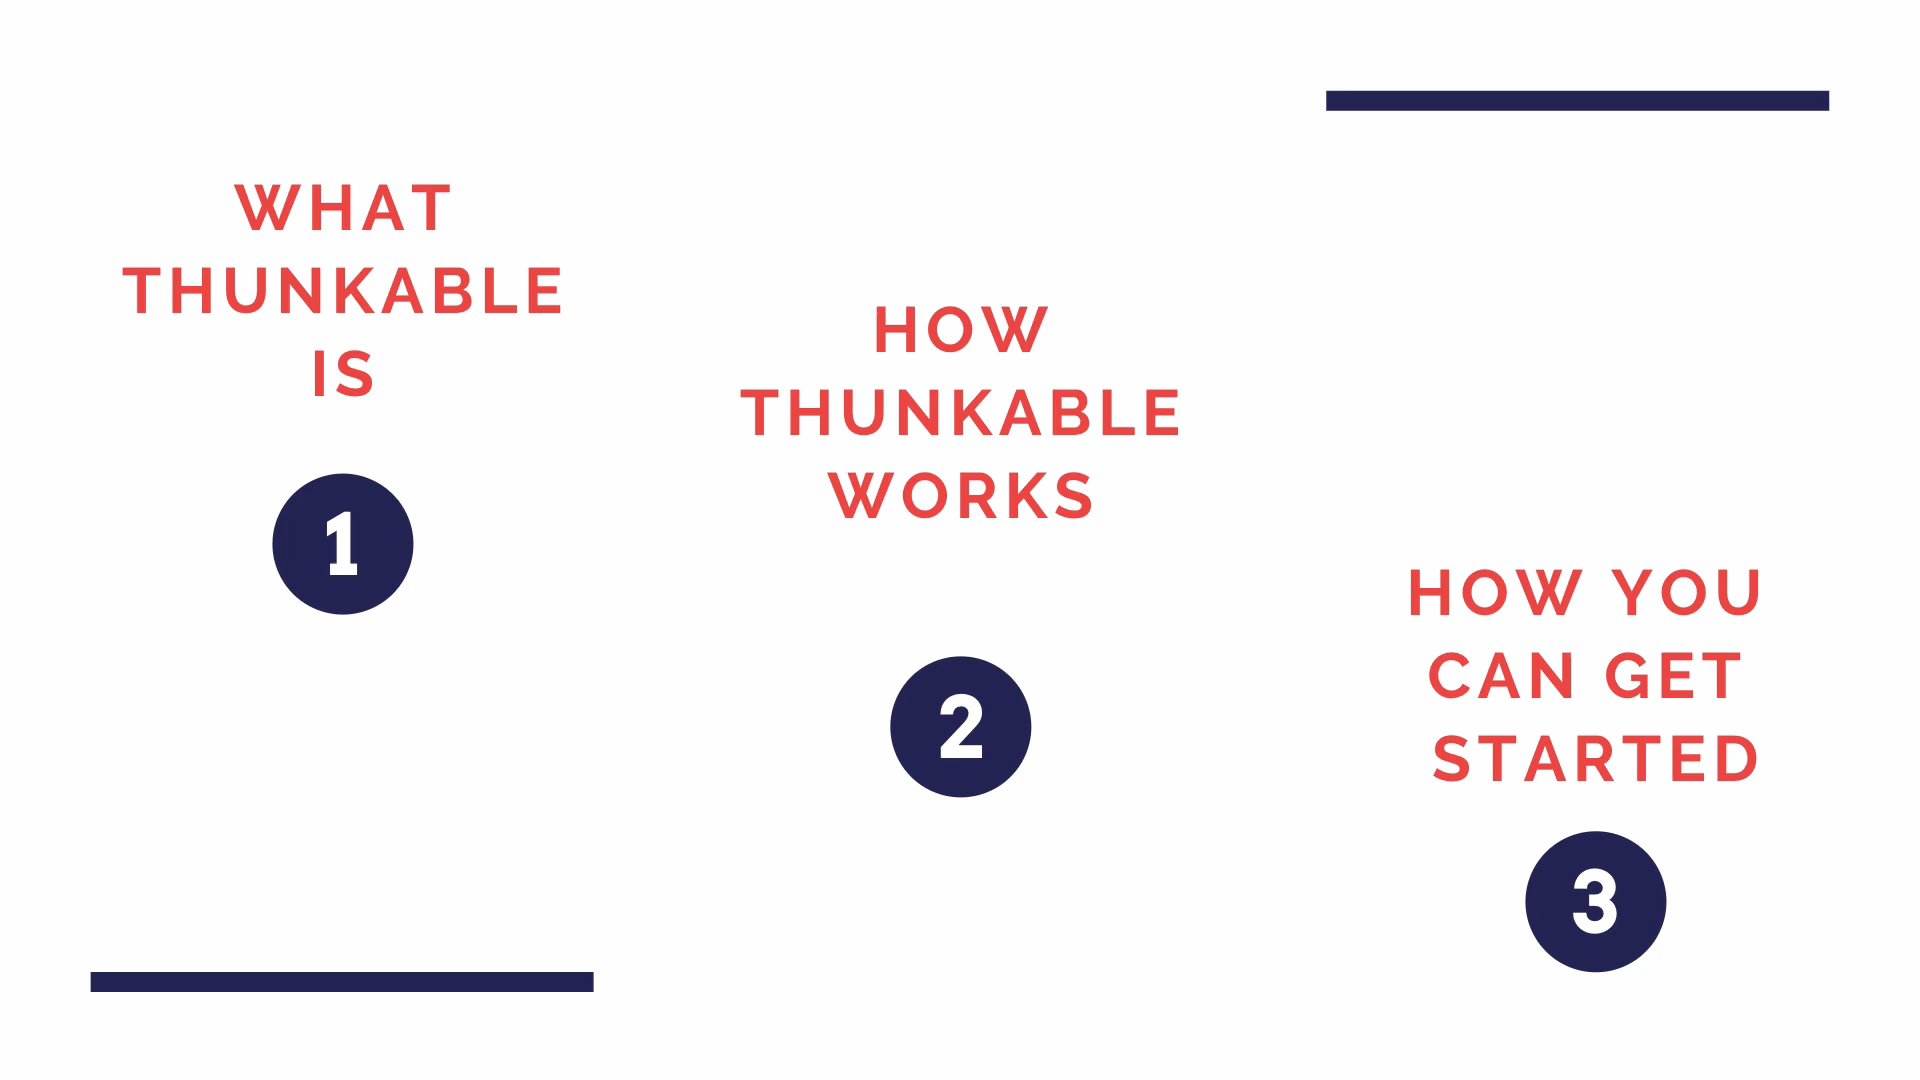 WHAT
THUNKABLE
IS
1
HOW
THUNKABLE
WORKS
2
HOW YOU
CAN GET
STARTED
3